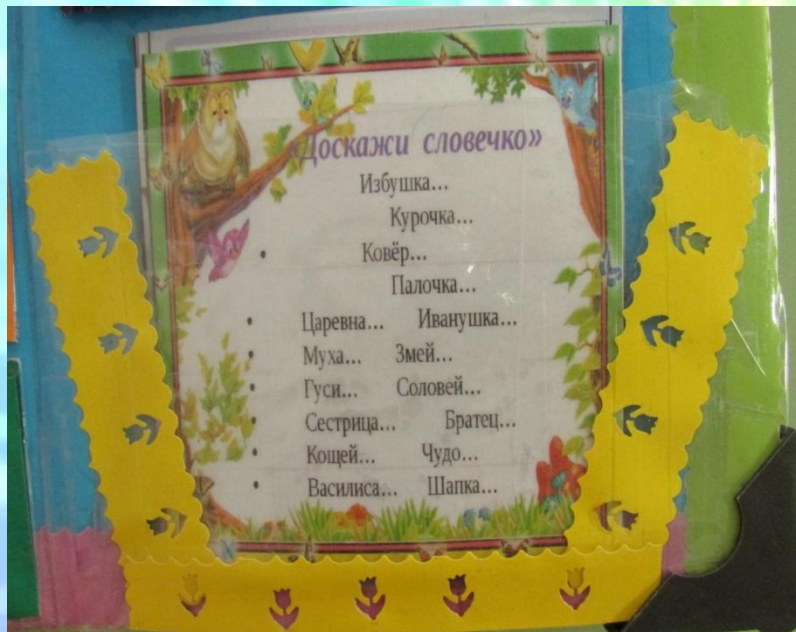 «Доскажи словечко»
Избушка...
Курочка...
• Ковёр...
Палочка...
• Царевна... Иванушка...
• Муха... Змей...
• Гуси... Соловей...
• Сестрица... Братец...
• Кощей... Чудо...
• Василиса... Шапка...